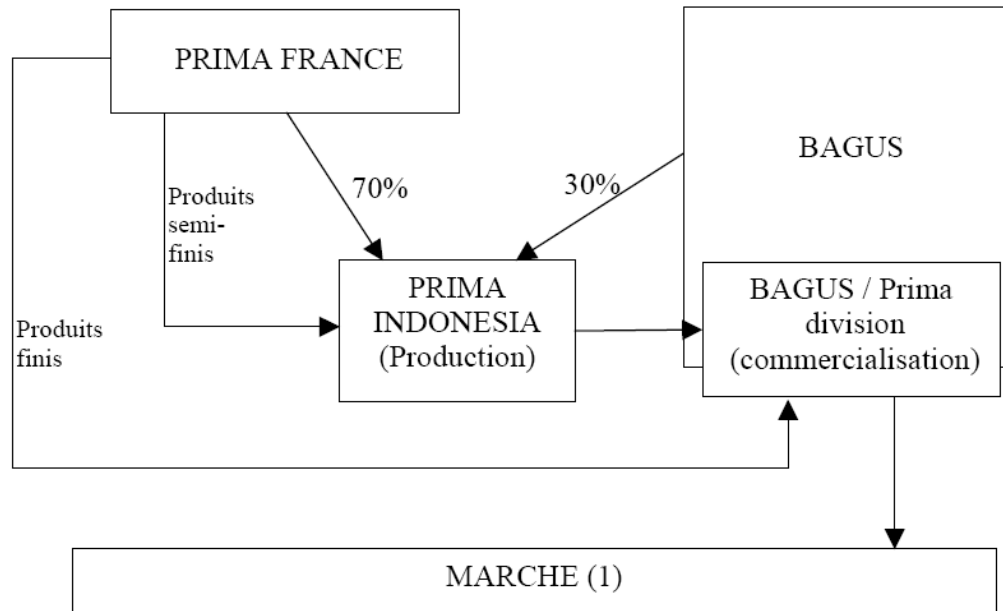 PRIMA FRANCE
BAGUS
70%
30%
Produits
semi-
finis
PRIMA
INDONESIA
(Production)
BAGUS / Prima
division
(commercialisation)
Produits
finis
MARCHE (1)